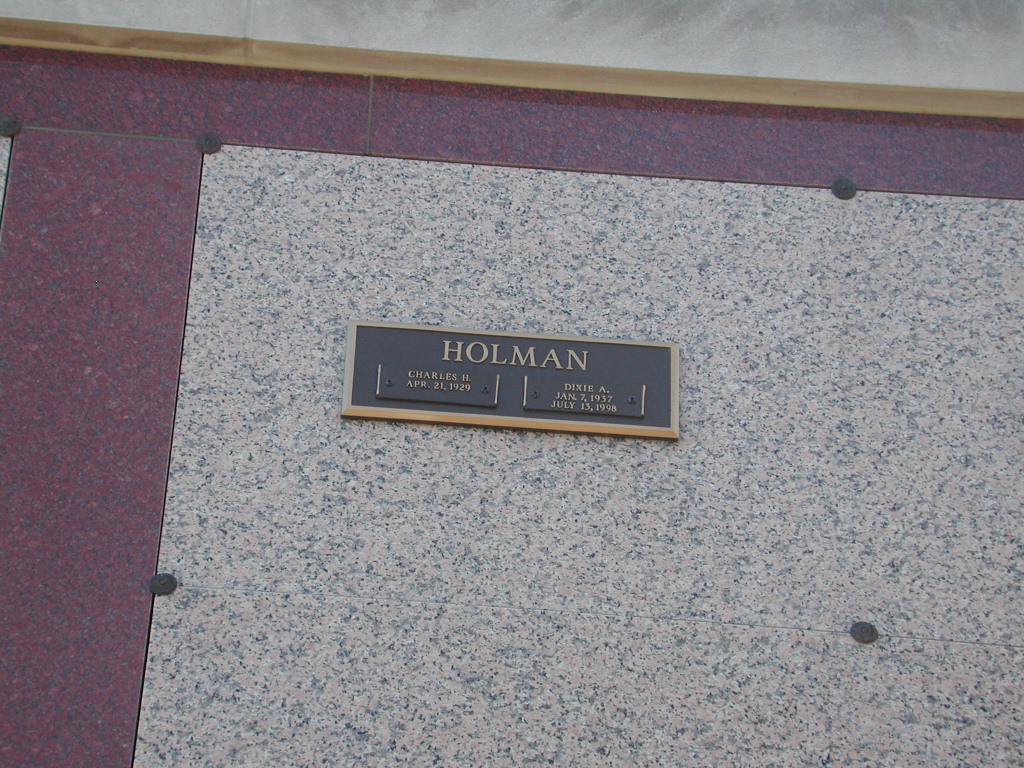 HOLMAN
CHARLES H.
APR. 21, 1929
DIXIE A.
JAN. 7, 1937
JULY 13, 1998